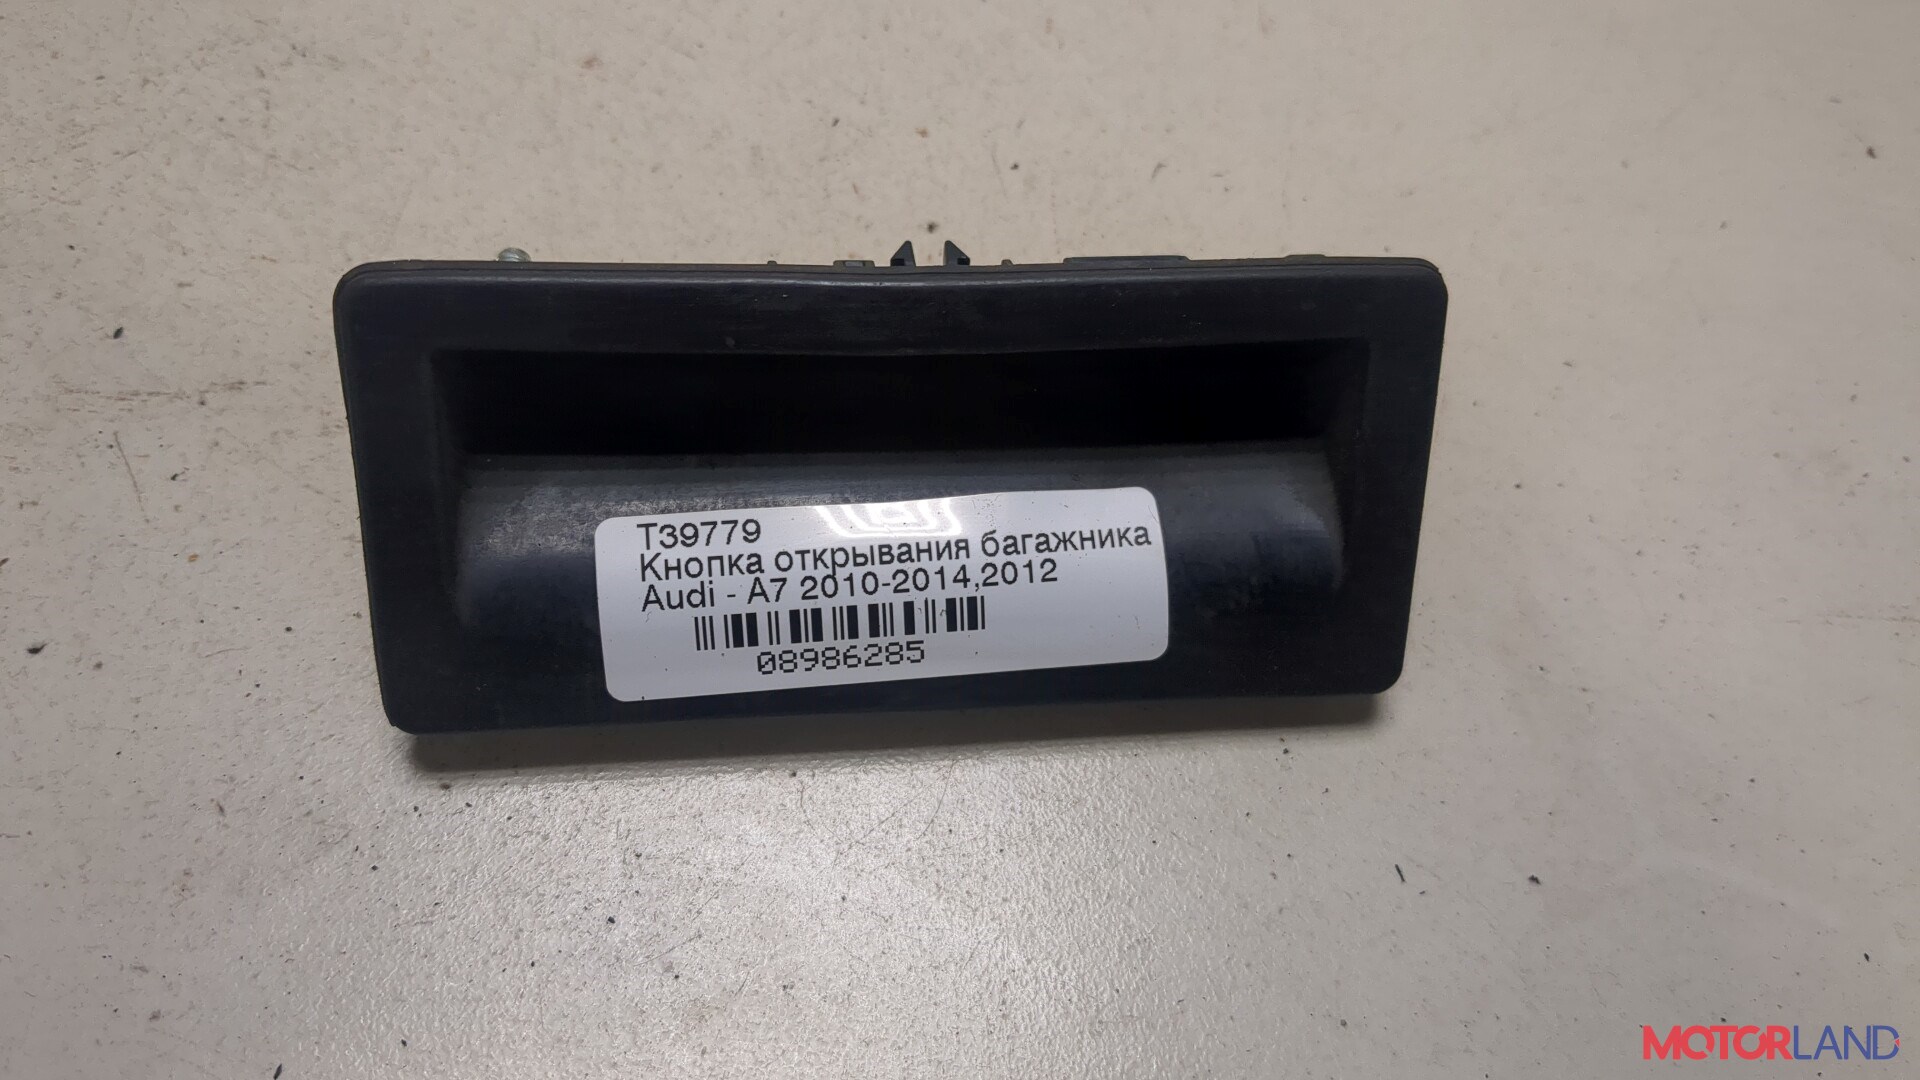 T39779
Кнопка открывания багажника
Audi - A7 2010-2014,2012
08986285
MOTORLAND